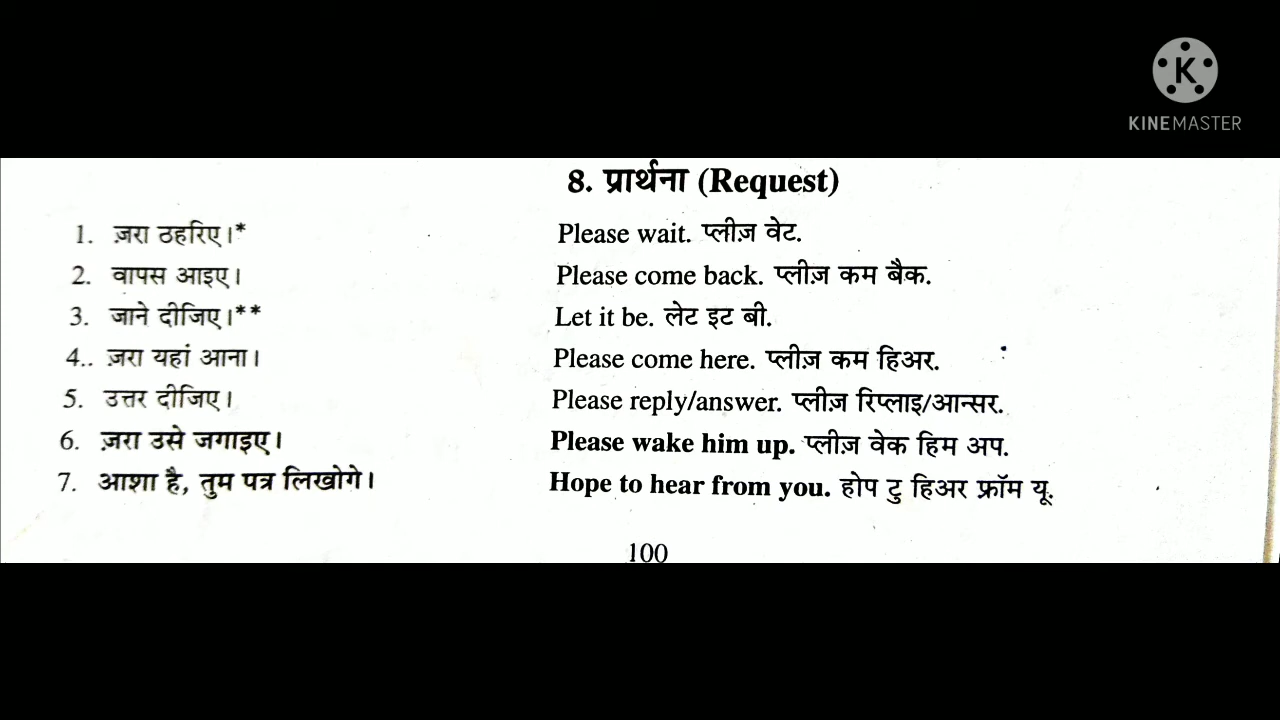 K
KINEMASTER
8. प्रार्थना (Request)
1. ज़रा ठहरिए।* Please wait. प्लीज़ वेट.
2. वापस आइए। Please come back. प्लीज़ कम बैक.
3. जाने दीजिए।** Let it be. लेट इट बी.
4.. ज़रा यहां आना। Please come here. प्लीज़ कम हिअर.
5. उत्तर दीजिए। Please reply/answer. प्लीज़ रिप्लाइ/आन्सर.
6. ज़रा उसे जगाइए। Please wake him up. प्लीज़ वेक हिम अप.
7. आशा है, तुम पत्र लिखोगे। Hope to hear from you. होप टु हिअर फ्रॉम यू.
100